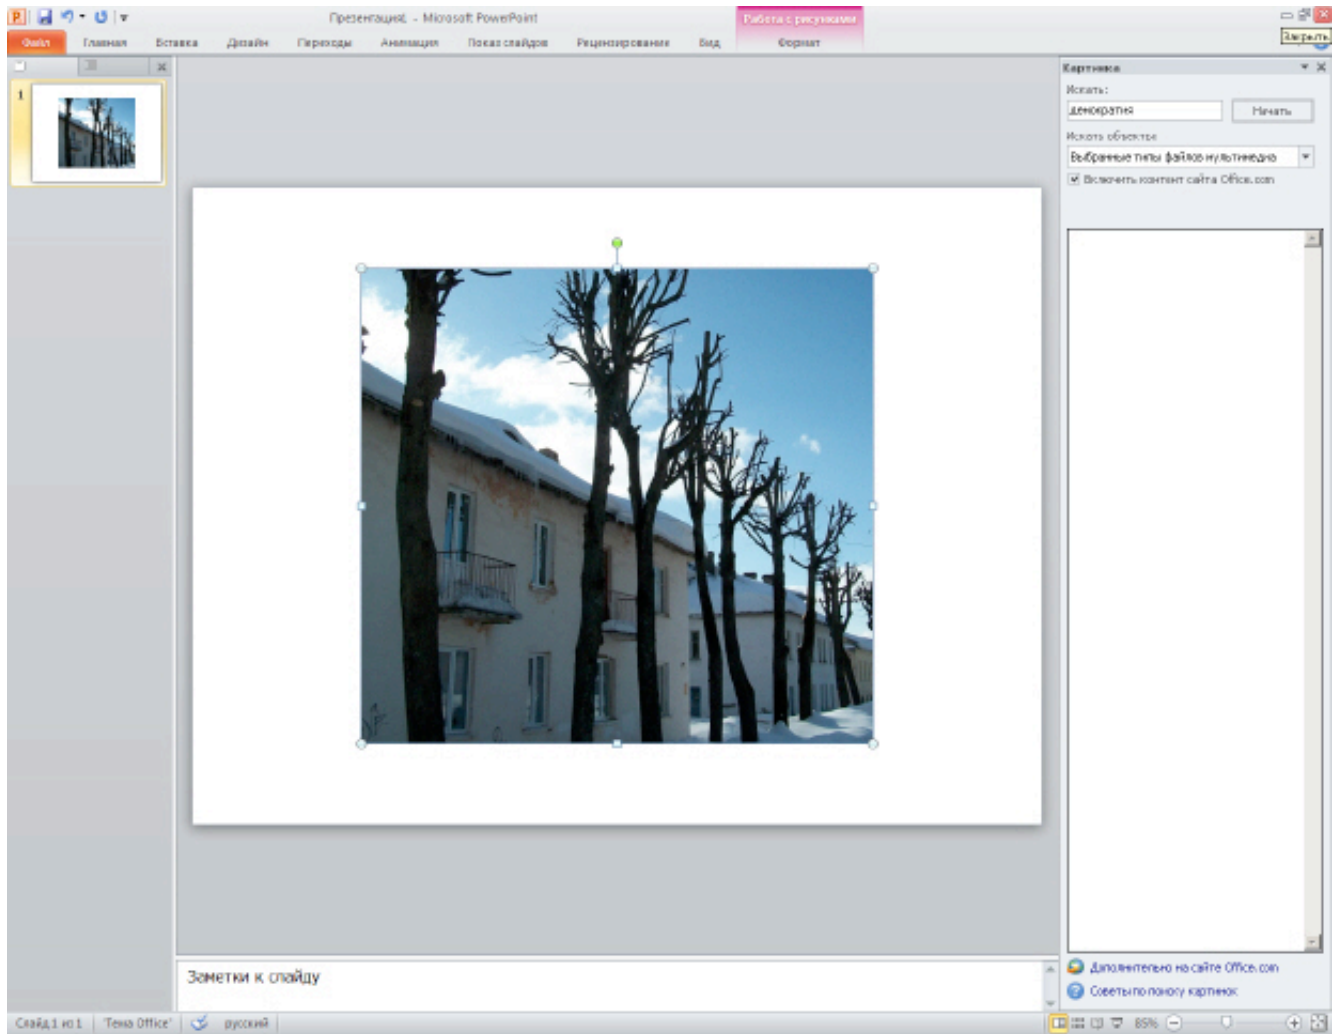 Презентация1 - Microsoft PowerPoint
Работа с рисунками
Файл Главная Вставка Дизайн Переходы Анимация Показ слайдов Рецензирование Вид Формат
Закрыть
1
Картинка
Искать:
демократия
Начать
Искать объекты:
Выбранные типы файлов мультимедиа
Включить контент сайта Office.com
Заметки к слайду
Дополнительно на сайте Office.com
Советы по поиску картинок
Слайд 1 из 1 "Тема Office" русский 85%